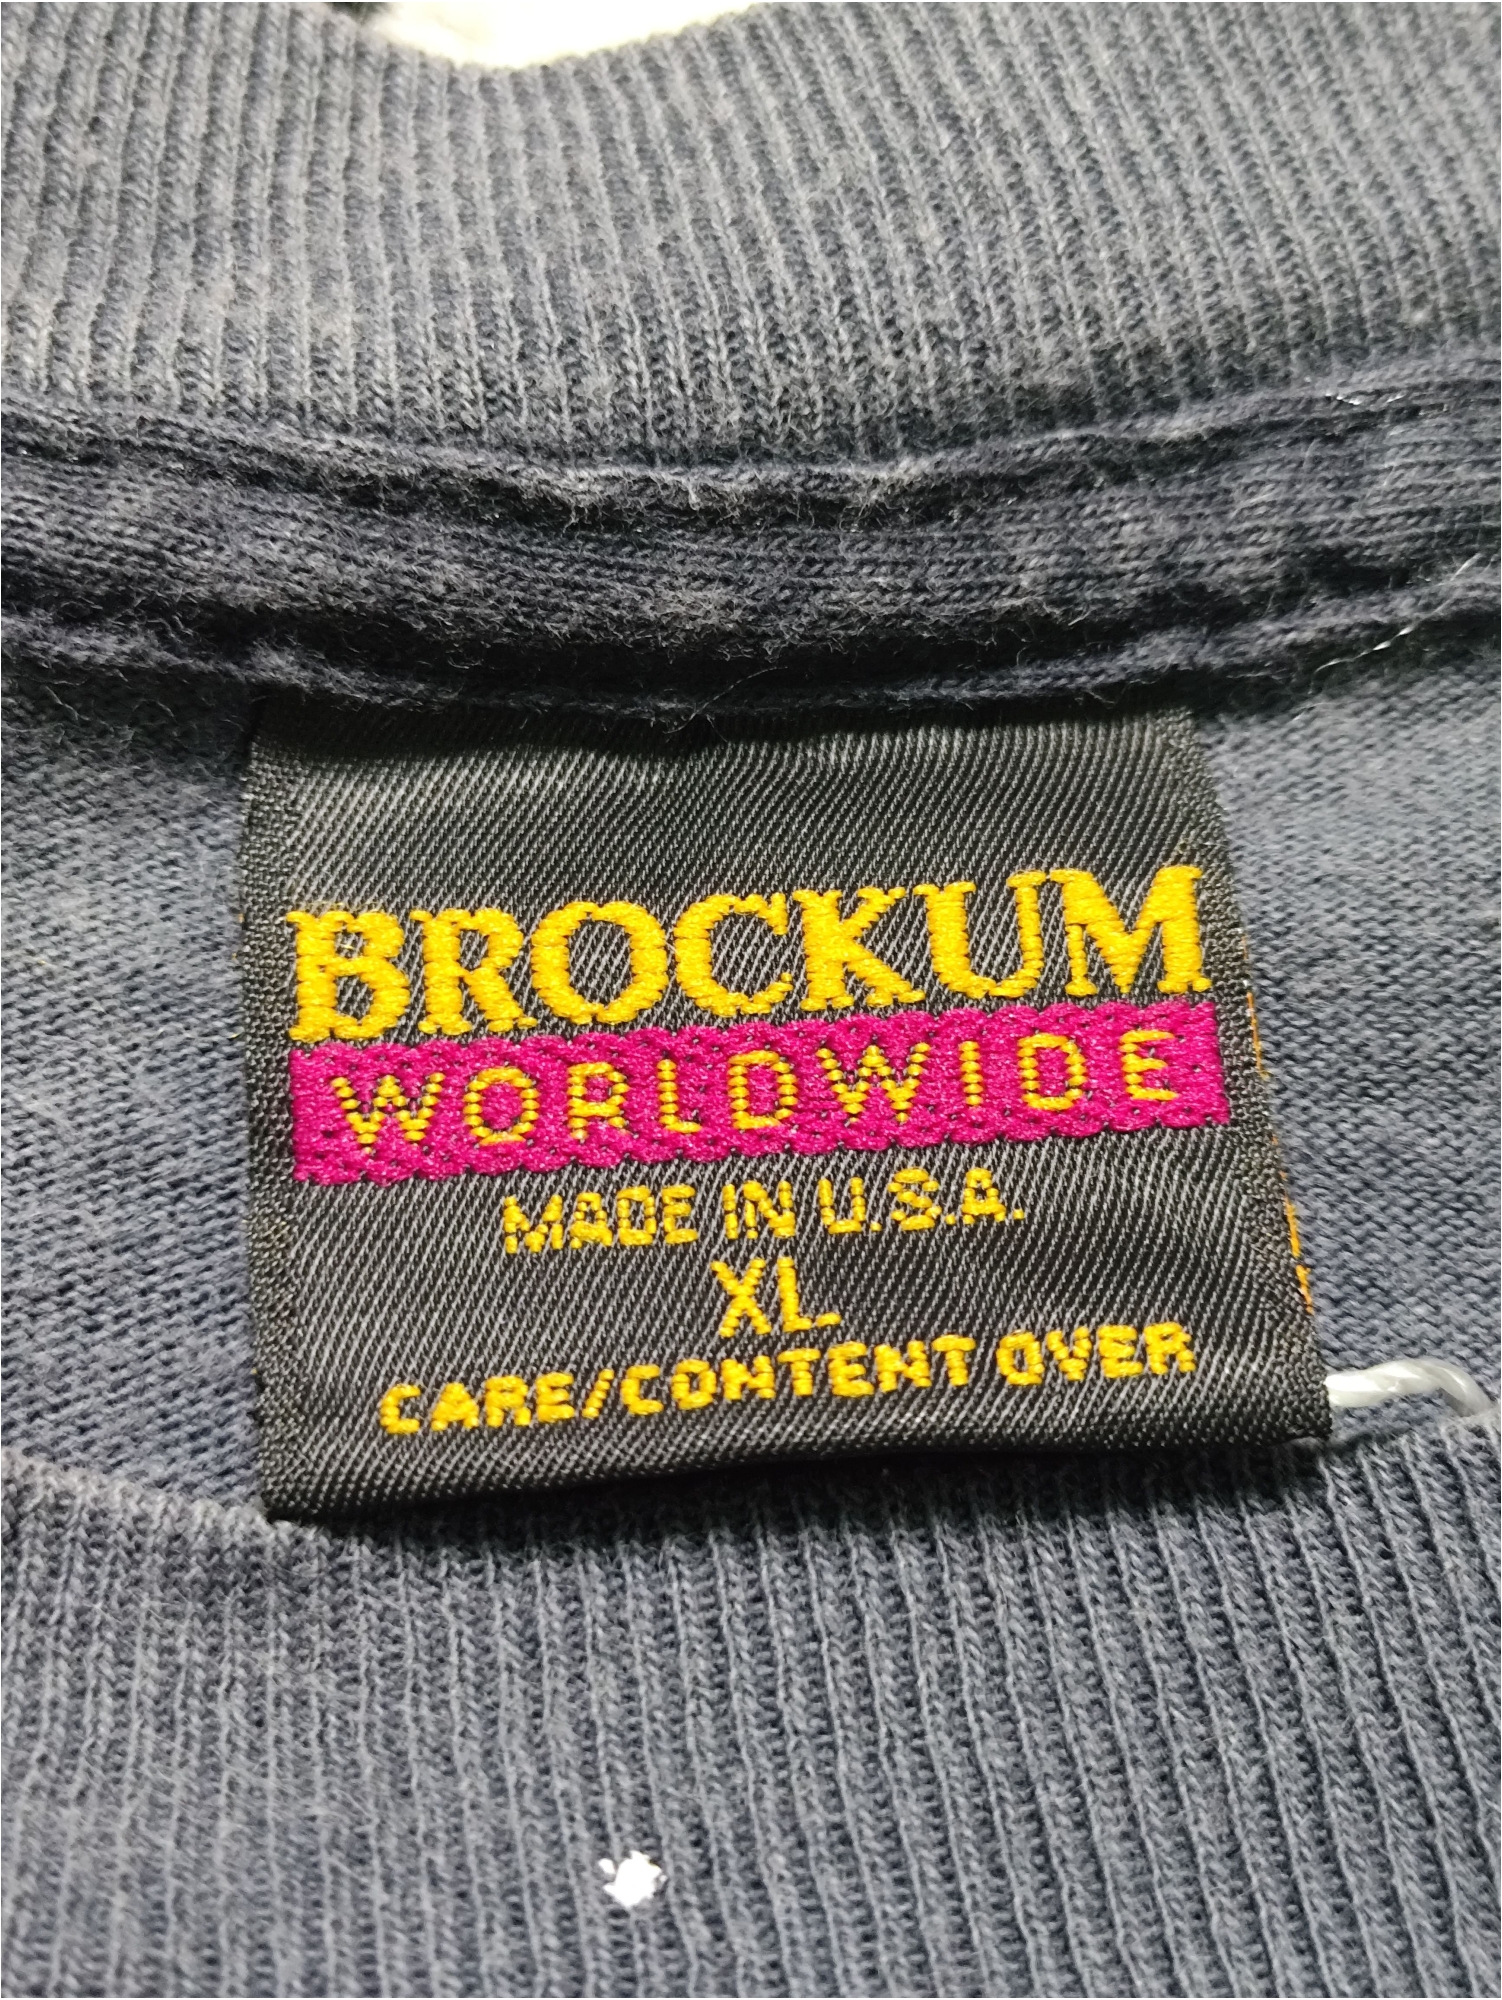 BROCKUM
WORLDWIDE
MADE IN U.S.A.
XL
CARE/CONTENT OVER